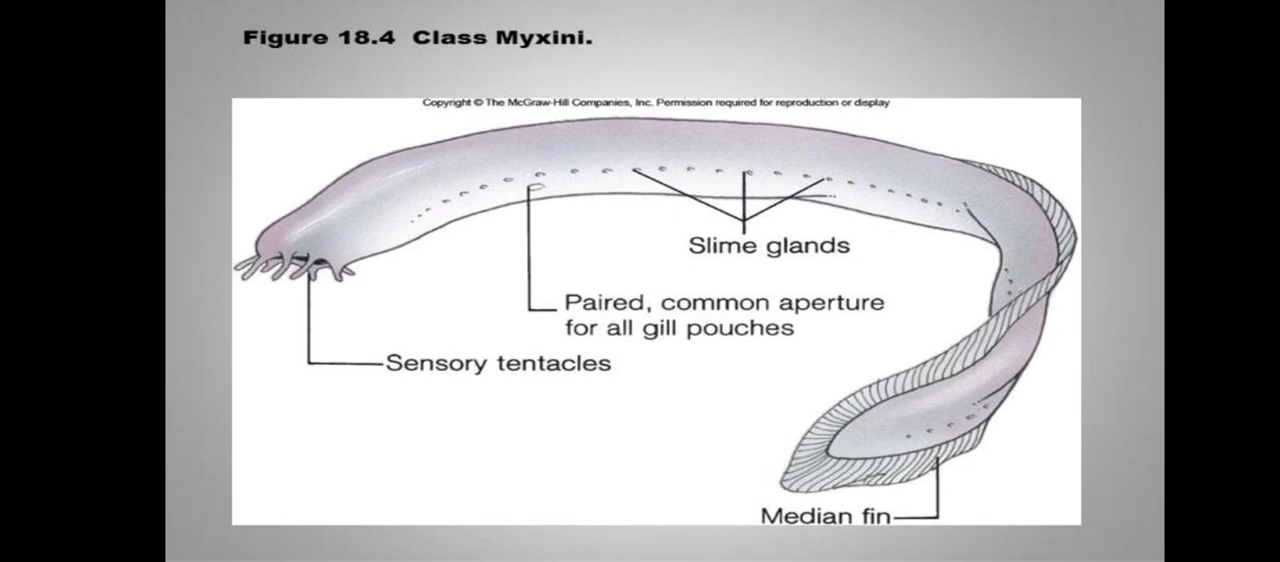 Figure 18.4 Class Myxini.
Copyright © The McGraw-Hill Companies, Inc. Permission required for reproduction or display
Slime glands
Paired, common aperture
for all gill pouches
Sensory tentacles
Median fin